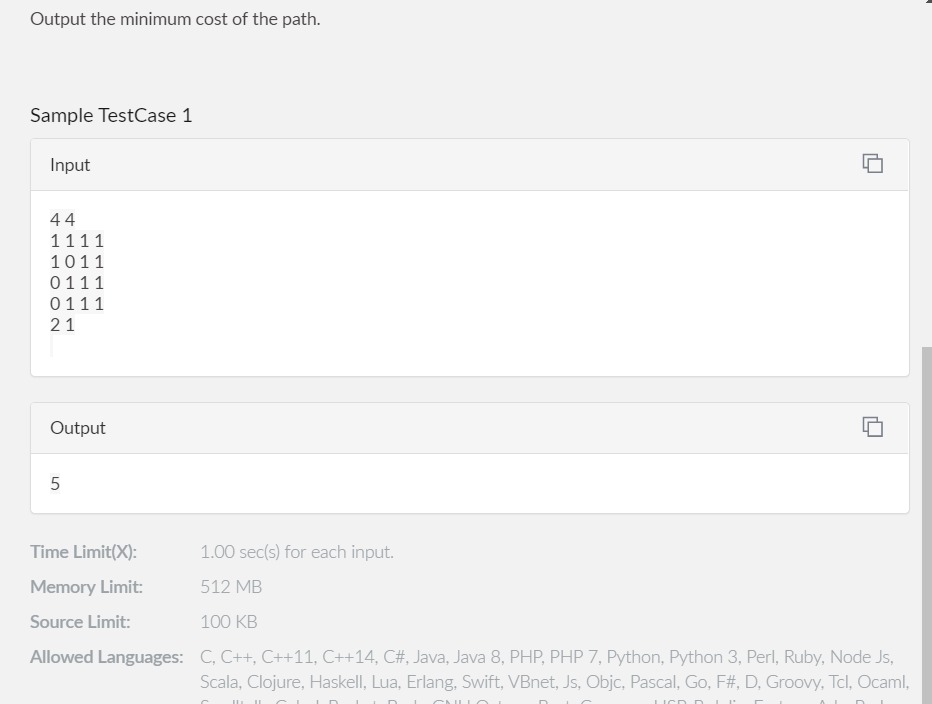 Output the minimum cost of the path.
Sample TestCase 1
Input
4 4
1 1 1 1
1 0 1 1
0 1 1 1
0 1 1 1
2 1
Output
5
Time Limit(X): 1.00 sec(s) for each input.
Memory Limit: 512 MB
Source Limit: 100 KB
Allowed Languages: C, C++, C++11, C++14, C#, Java, Java 8, PHP, PHP 7, Python, Python 3, Perl, Ruby, Node Js,
Scala, Clojure, Haskell, Lua, Erlang, Swift, VBnet, Js, Objc, Pascal, Go, F#, D, Groovy, Tcl, Ocaml,